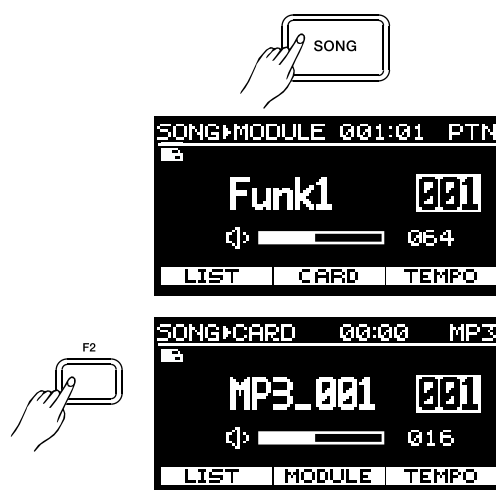 SONG
SONG▶MODULE 001:01 PTN
Funk1 001
064
LIST CARD TEMPO
F2
SONG▶CARD 00:00 MP3
MP3_001 001
016
LIST MODULE TEMPO